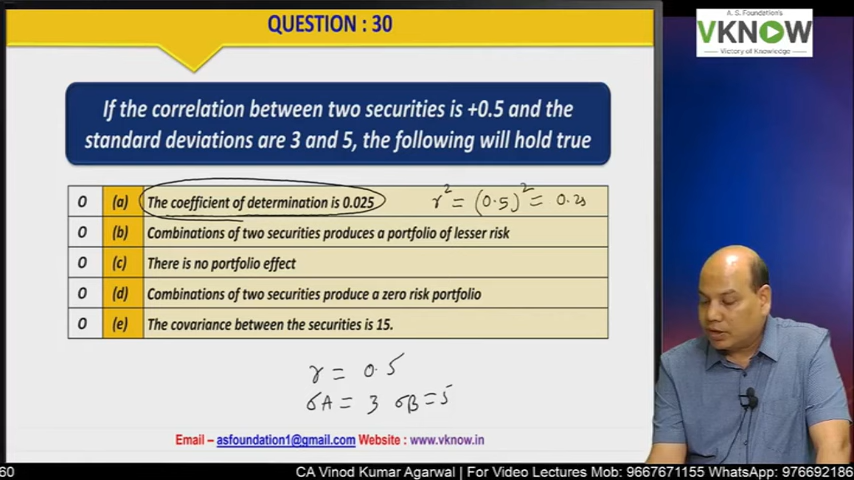 QUESTION : 30
A. S. Foundation's
VKNOW
Victory of Knowledge
If the correlation between two securities is +0.5 and the
standard deviations are 3 and 5, the following will hold true
O (a) The coefficient of determination is 0.025 r² = (0.5)² = 0.25
O (b) Combinations of two securities produces a portfolio of lesser risk
O (c) There is no portfolio effect
O (d) Combinations of two securities produce a zero risk portfolio
O (e) The covariance between the securities is 15.
r = 0.5
σA = 3 σB = 5
Email – asfoundation1@gmail.com Website : www.vknow.in
60 CA Vinod Kumar Agarwal | For Video Lectures Mob: 9667671155 WhatsApp: 976692186